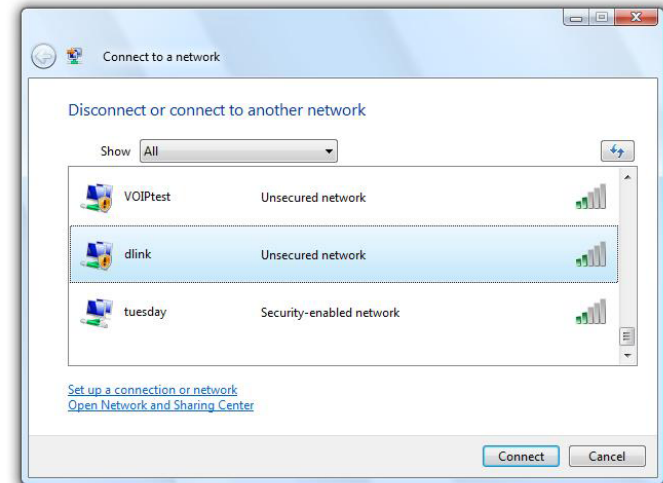 Connect to a network
Disconnect or connect to another network
Show All
VOIPtest Unsecured network
dlink Unsecured network
tuesday Security-enabled network
Set up a connection or network
Open Network and Sharing Center
Connect Cancel